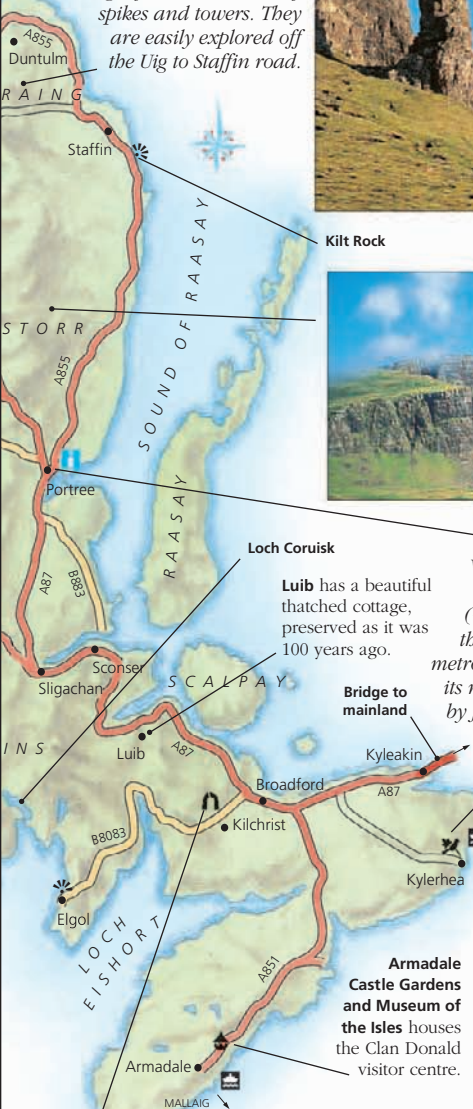 spikes and towers. They
are easily explored off
the Uig to Staffin road.
A855
Duntulm
RAING
Staffin
Kilt Rock
SOUND OF RAASAY
STORR
A855
Portree
RAASAY
Loch Coruisk
Luib has a beautiful
thatched cottage,
preserved as it was
100 years ago.
(
th
metro
its n
by
A87
B883
Sconser
Sligachan
SCALPAY
Bridge to
mainland
INS
Luib
A87
Kyleakin
A87
Broadford
Kilchrist
B8083
Kylerhea
Elgol
LOCH
EISHORT
A851
Armadale
Castle Gardens
and Museum of
the Isles houses
the Clan Donald
visitor centre.
Armadale
MALLAIG